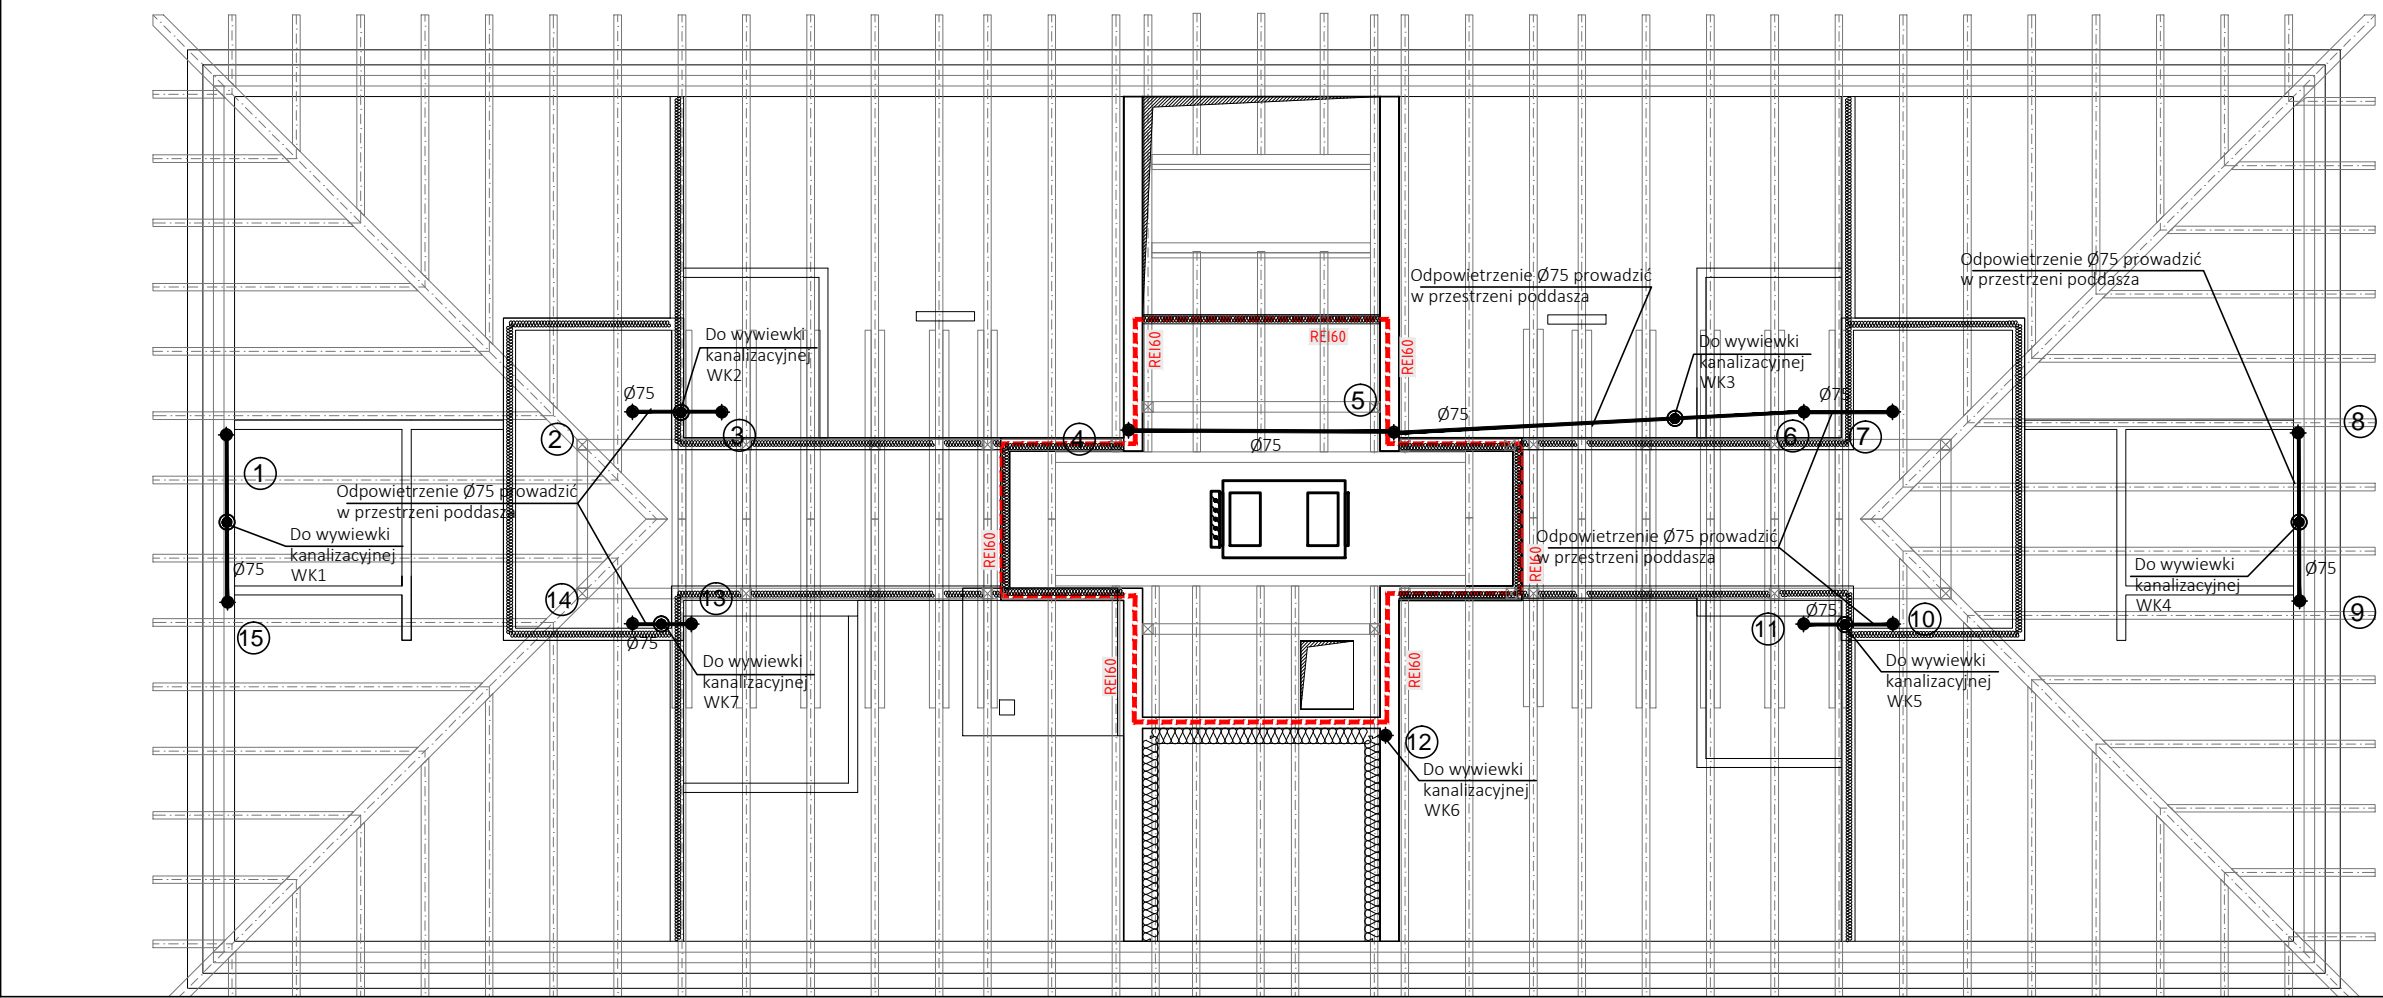 Odpowietrzenie Ø75 prowadzić
w przestrzeni poddasza
Odpowietrzenie Ø75 prowadzić
w przestrzeni poddasza
REI60
REI60
REI60
Do wywiewki
kanalizacyjnej
WK2
Do wywiewki
kanalizacyjnej
WK3
Ø75
Ø75
Ø75
Ø75
1
2
3
4
5
6
7
8
Odpowietrzenie Ø75 prowadzić
w przestrzeni poddasza
Do wywiewki
kanalizacyjnej
WK1
Ø75
REI60
REI60
Odpowietrzenie Ø75 prowadzić
w przestrzeni poddasza
Do wywiewki
kanalizacyjnej
WK4
Ø75
15
14
13
Ø75
11
Ø75
10
9
Do wywiewki
kanalizacyjnej
WK7
REI60
REI60
Do wywiewki
kanalizacyjnej
WK5
12
Do wywiewki
kanalizacyjnej
WK6